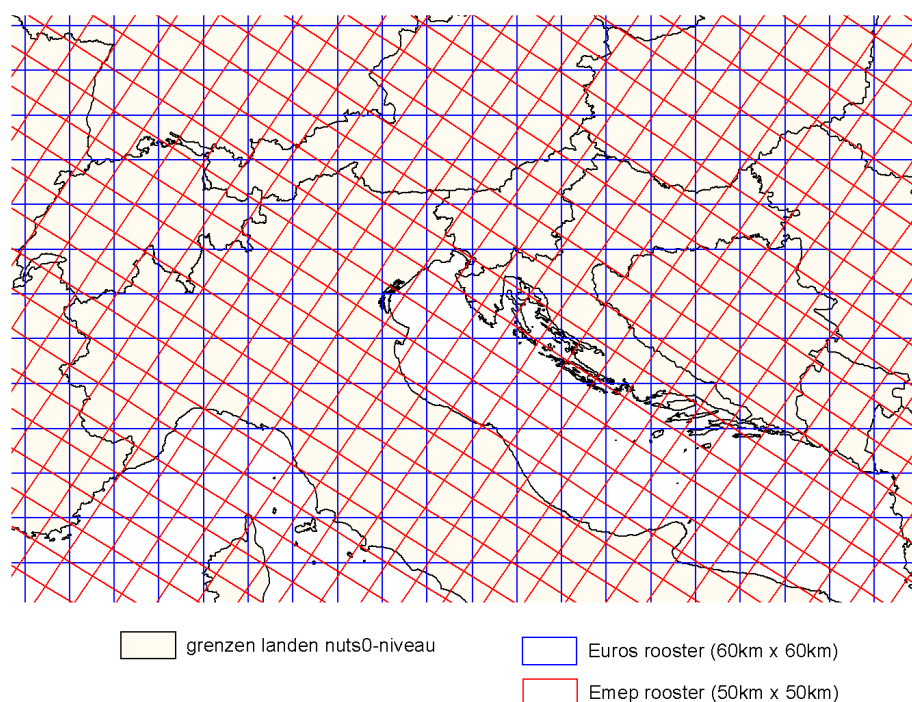 grenzen landen nuts0-niveau
Euros rooster (60km x 60km)
Emep rooster (50km x 50km)